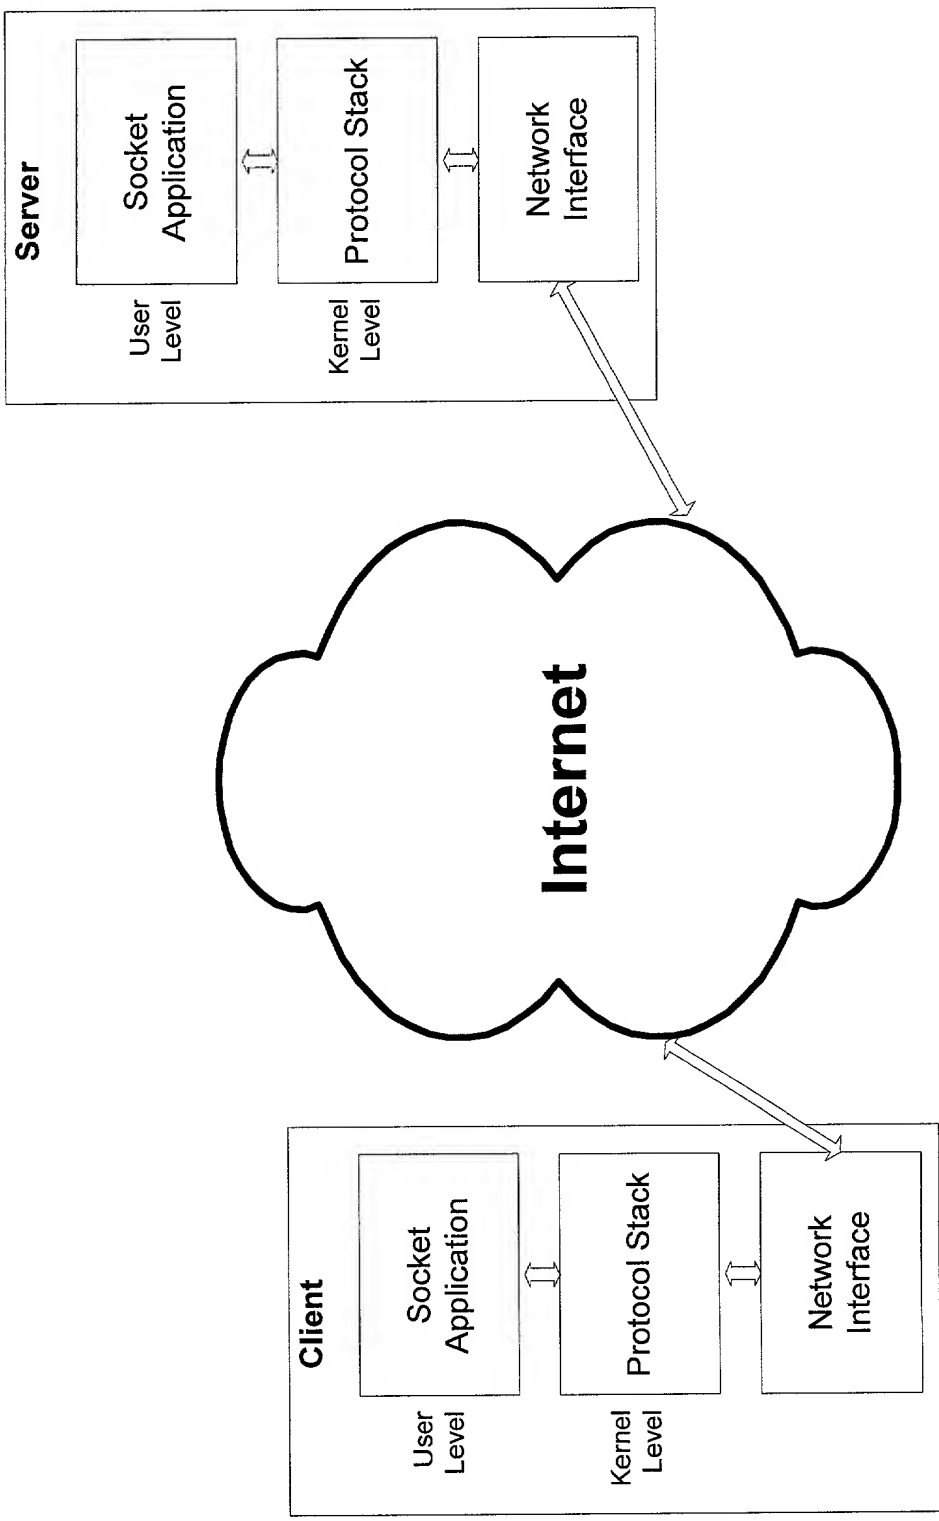 Client
User
Level
Socket
Application
Kernel
Level
Protocol Stack
Network
Interface
Internet
Server
User
Level
Socket
Application
Kernel
Level
Protocol Stack
Network
Interface